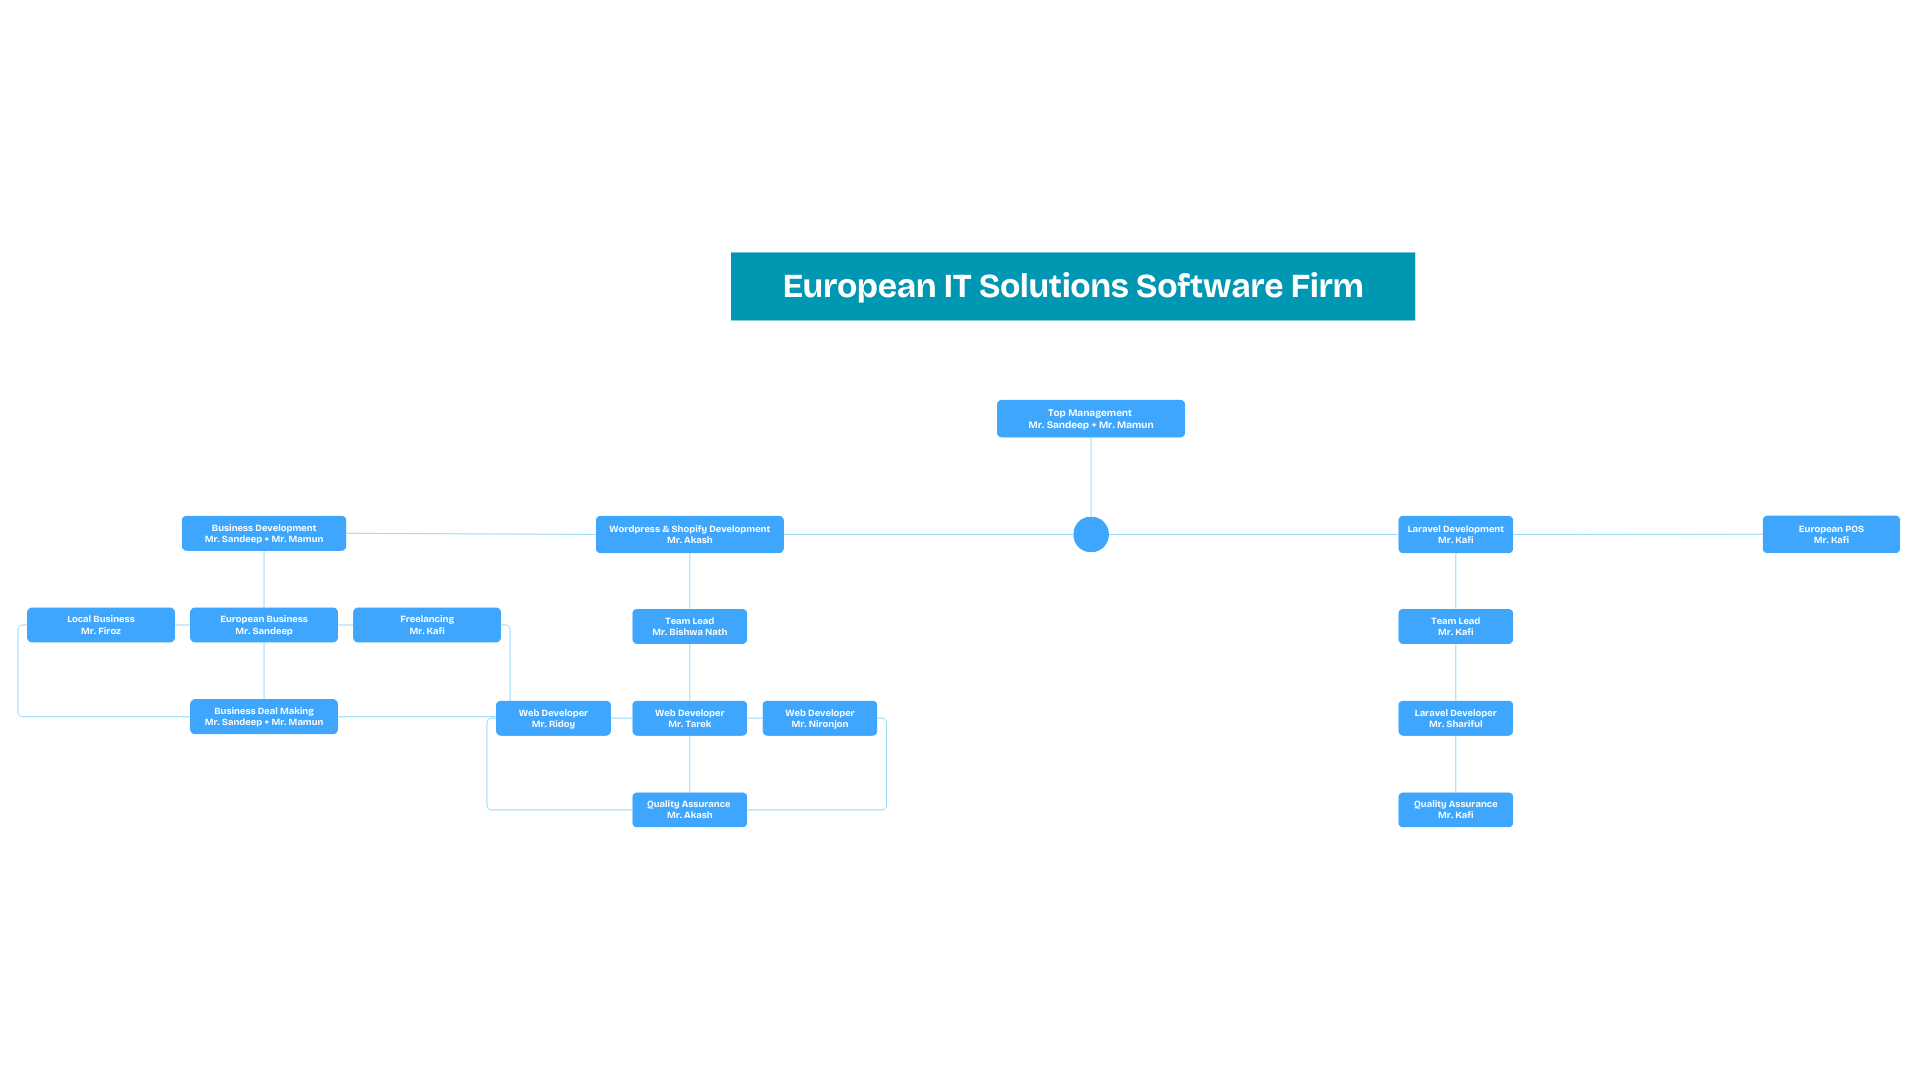 European IT Solutions Software Firm
Top Management
Mr. Sandeep + Mr. Mamun
Business Development
Mr. Sandeep + Mr. Mamun
Wordpress & Shopify Development
Mr. Akash
Laravel Development
Mr. Kafi
European POS
Mr. Kafi
Local Business
Mr. Firoz
European Business
Mr. Sandeep
Freelancing
Mr. Kafi
Team Lead
Mr. Bishwa Nath
Team Lead
Mr. Kafi
Business Deal Making
Mr. Sandeep + Mr. Mamun
Web Developer
Mr. Ridoy
Web Developer
Mr. Tarek
Web Developer
Mr. Nironjon
Laravel Developer
Mr. Shariful
Quality Assurance
Mr. Akash
Quality Assurance
Mr. Kafi